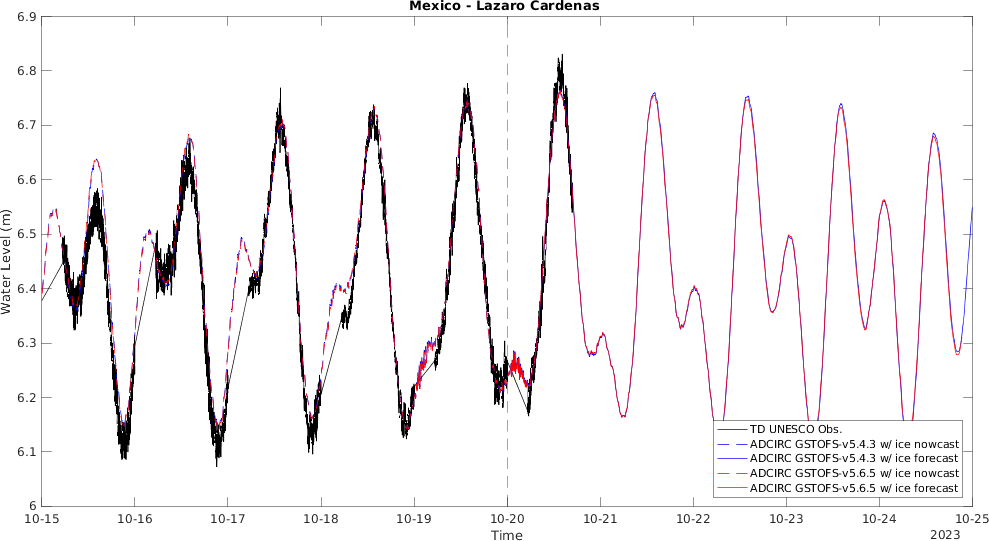 Mexico - Lazaro Cardenas
Water Level (m)
6.9
6.8
6.7
6.6
6.5
6.4
6.3
6.2
6.1
6
10-15 10-16 10-17 10-18 10-19 10-20 10-21 10-22 10-23 10-24 10-25
Time
2023
TD UNESCO Obs.
ADCIRC GSTOFS-v5.4.3 w/ ice nowcast
ADCIRC GSTOFS-v5.4.3 w/ ice forecast
ADCIRC GSTOFS-v5.6.5 w/ ice nowcast
ADCIRC GSTOFS-v5.6.5 w/ ice forecast